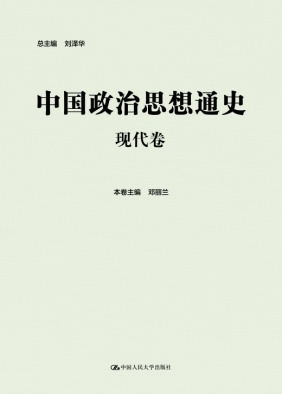 总主编 刘泽华
中国政治思想通史
现代卷
本卷主编 邓丽兰
中国人民大学出版社